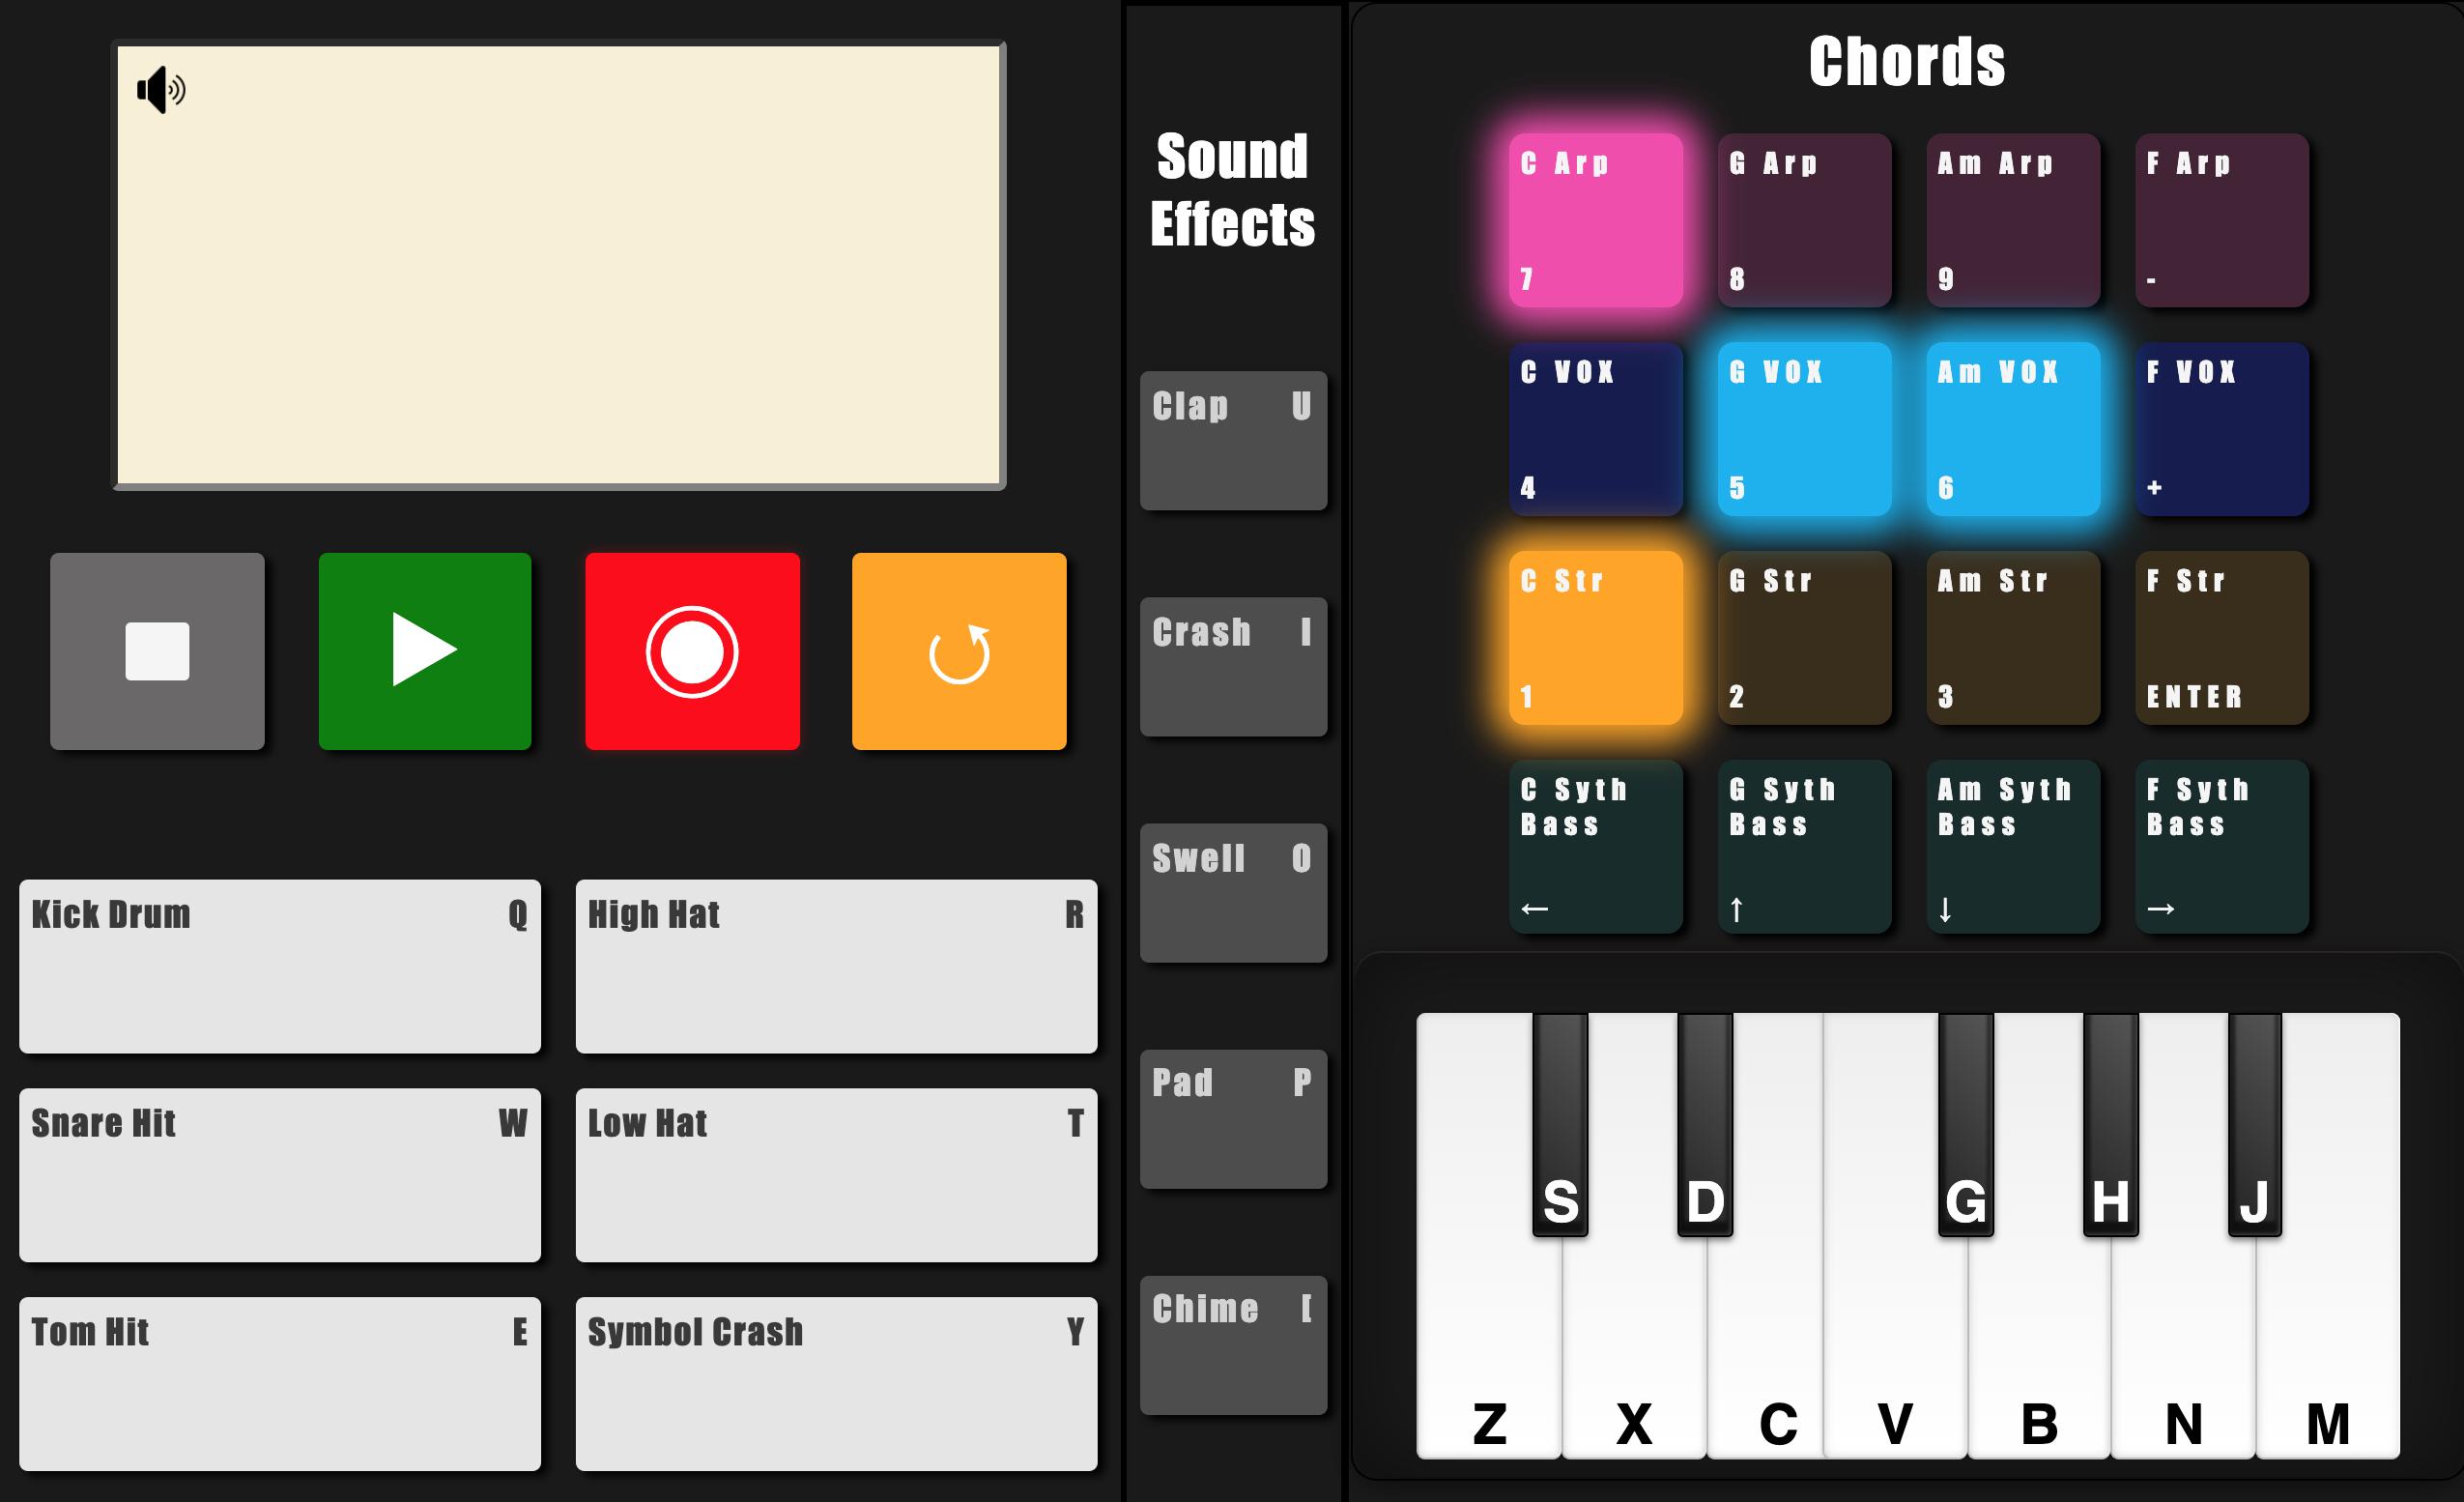 Sound
Effects
Chords
Clap U
Crash I
Swell O
Pad P
Chime [
C Arp
7
G Arp
8
Am Arp
9
F Arp
-
C VOX
4
G VOX
5
Am VOX
6
F VOX
+
C Str
1
G Str
2
Am Str
3
F Str
ENTER
C Syth
Bass
←
G Syth
Bass
↑
Am Syth
Bass
↓
F Syth
Bass
→
Kick Drum Q
High Hat R
Snare Hit W
Low Hat T
Tom Hit E
Symbol Crash Y
S D G H J
Z X C V B N M